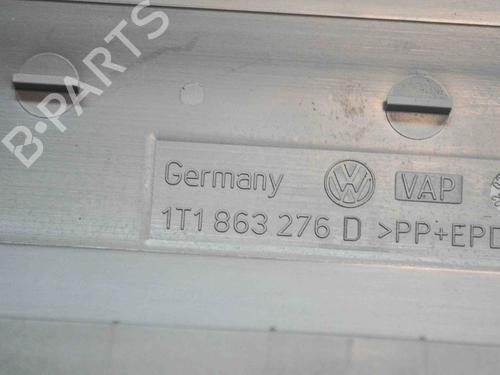 B-PARTS
Germany VW VAP
1T1 863 276 D >PP+EPD